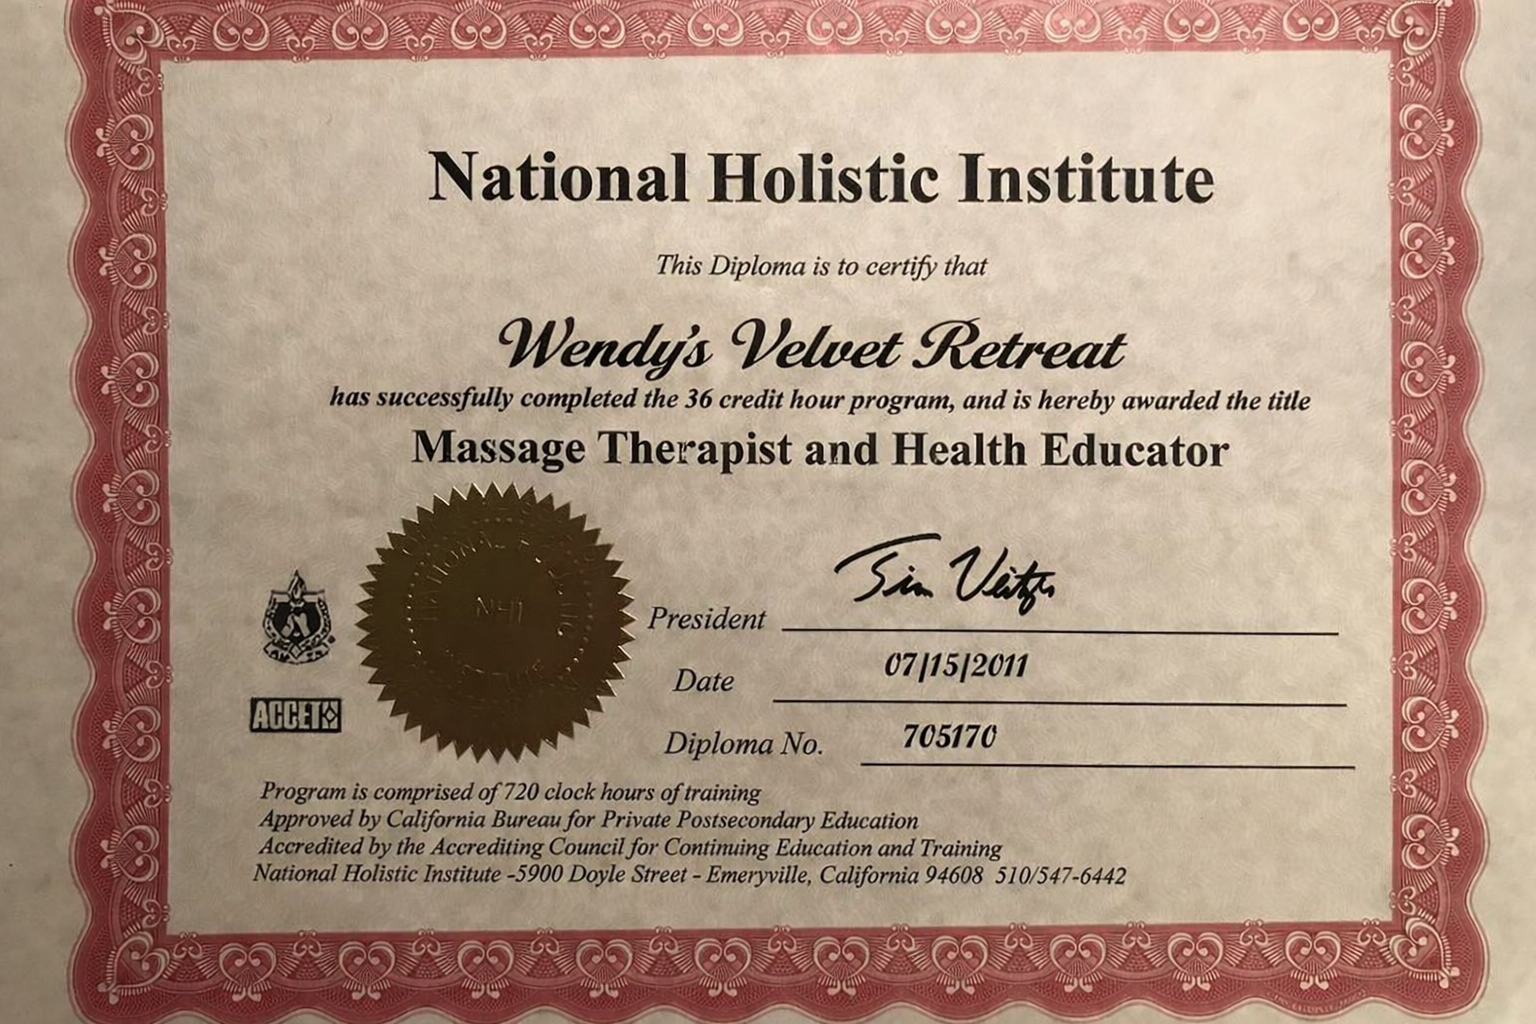 National Holistic Institute
This Diploma is to certify that
Wendy's Velvet Retreat
has successfully completed the 36 credit hour program, and is hereby awarded the title
Massage Therapist and Health Educator
NATIONAL HOLISTIC
NHI
President
Date 07/15/2011
Diploma No. 705170
ACCET
Program is comprised of 720 clock hours of training
Approved by California Bureau for Private Postsecondary Education
Accredited by the Accrediting Council for Continuing Education and Training
National Holistic Institute -5900 Doyle Street - Emeryville, California 94608 510/547-6442